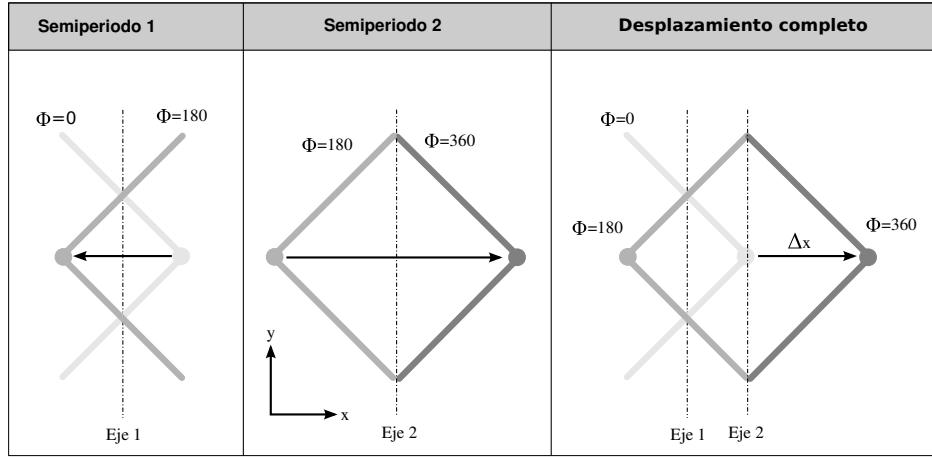 Semiperiodo 1
Semiperiodo 2
Desplazamiento completo
Φ=0
Φ=180
Eje 1
Φ=180
Φ=360
y
x
Eje 2
Φ=0
Φ=180
Δx
Φ=360
Eje 1
Eje 2